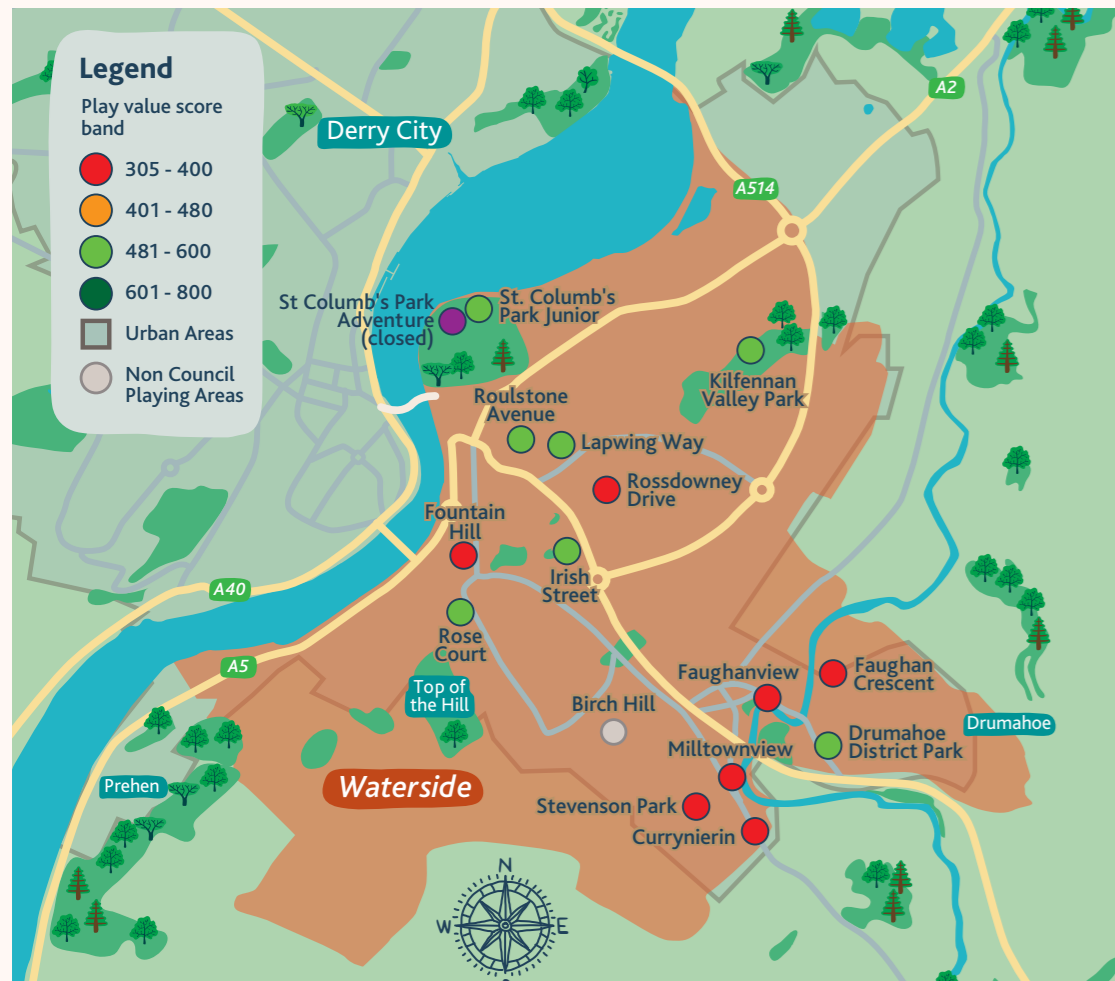 Legend
Play value score
band
305 - 400
401 - 480
481 - 600
601 - 800
Urban Areas
Non Council
Playing Areas
Derry City
A2
A514
St Columb's Park
Adventure
(closed)
St. Columb's
Park Junior
Kilfennan
Valley Park
Roulstone
Avenue
Lapwing Way
Rossdowney
Drive
Fountain
Hill
Irish
Street
A40
Rose
Court
A5
Top of
the Hill
Birch Hill
Faughanview
Faughan
Crescent
Drumahoe
Drumahoe
District Park
Milltownview
Prehen
Waterside
Stevenson Park
Currynierin
N
W
E